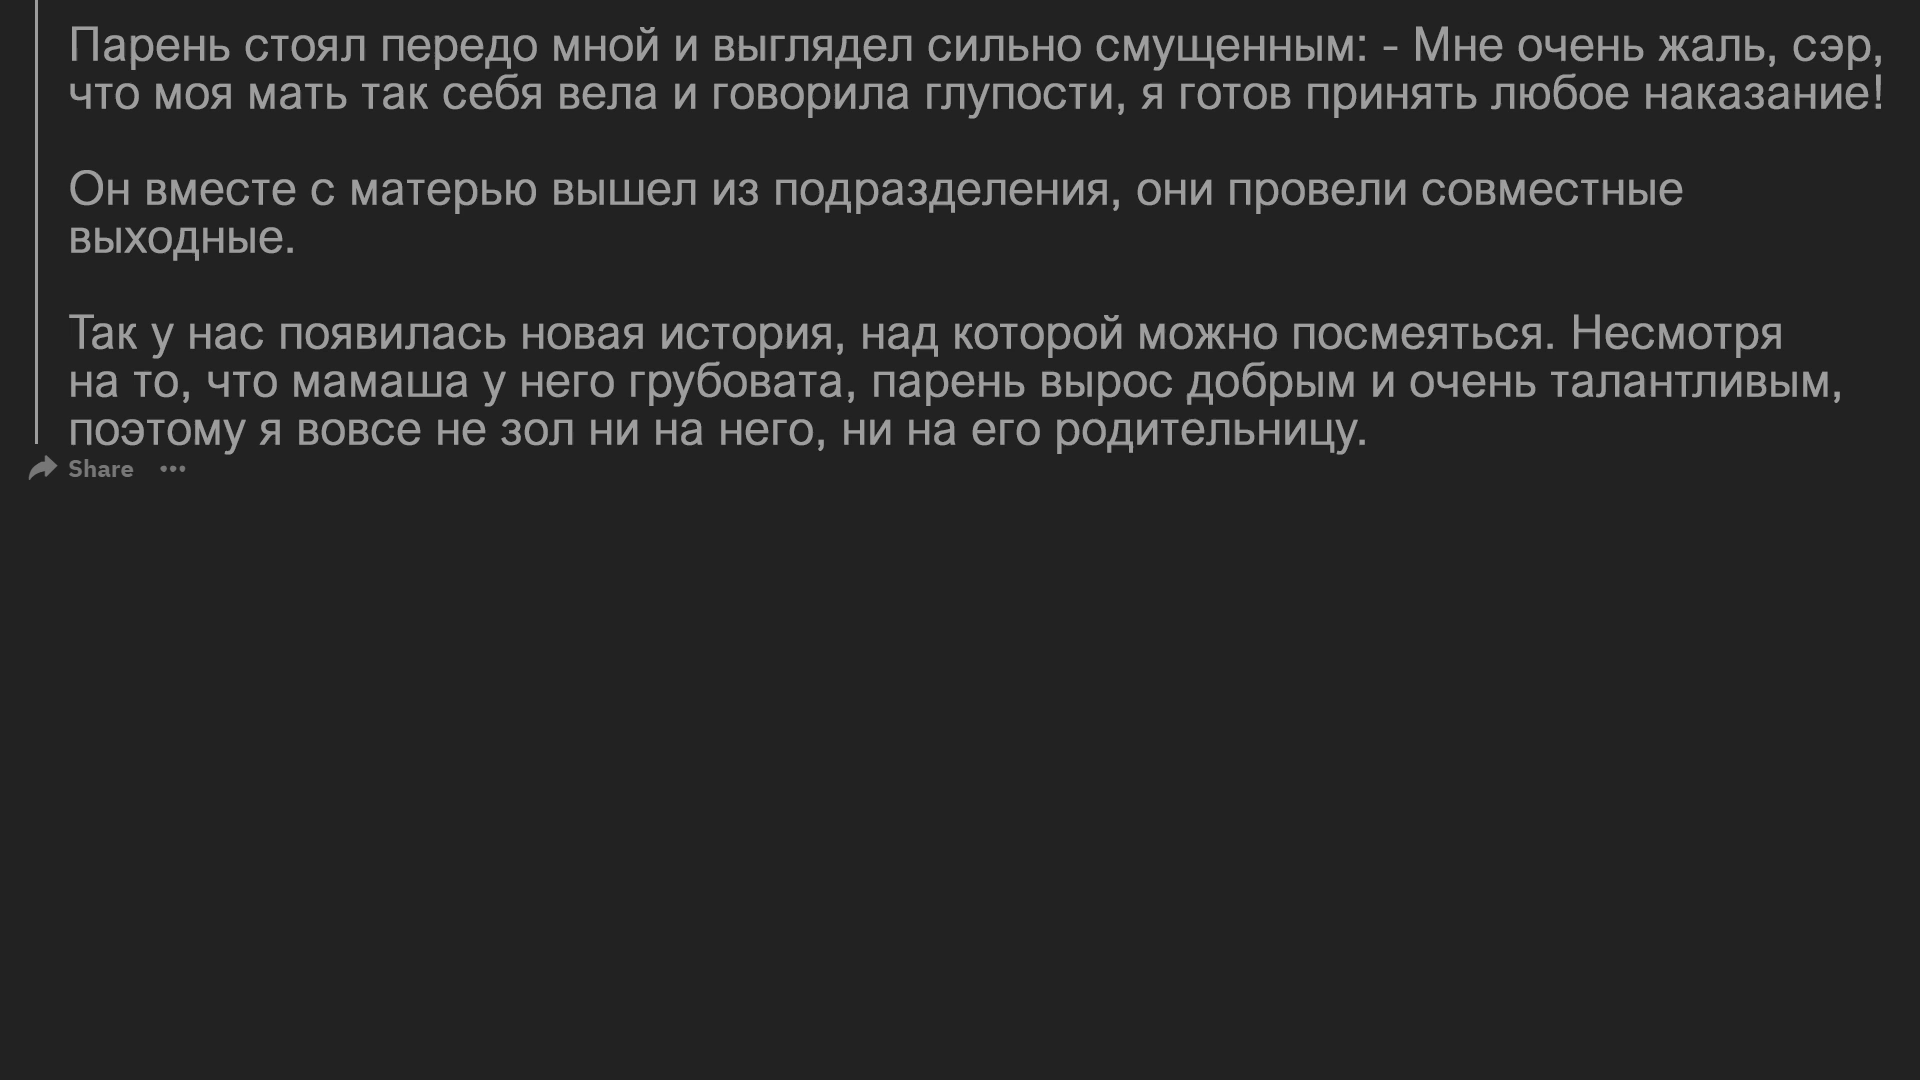 Парень стоял передо мной и выглядел сильно смущенным: - Мне очень жаль, сэр,
что моя мать так себя вела и говорила глупости, я готов принять любое наказание!
Он вместе с матерью вышел из подразделения, они провели совместные
выходные.
Так у нас появилась новая история, над которой можно посмеяться. Несмотря
на то, что мамаша у него грубовата, парень вырос добрым и очень талантливым,
поэтому я вовсе не зол ни на него, ни на его родительницу.
Share •••